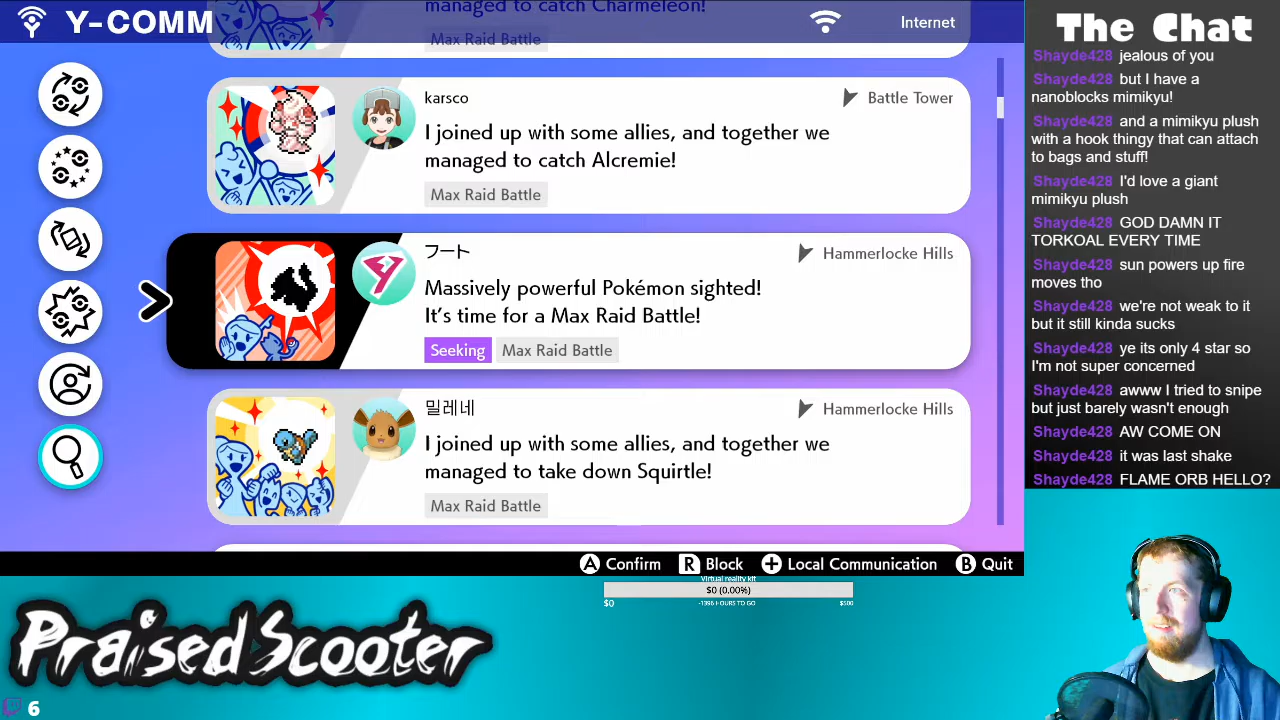 Y-COMM
Internet
managed to catch Charmeleon!
Max Raid Battle
karsco
Battle Tower
I joined up with some allies, and together we
managed to catch Alcremie!
Max Raid Battle
フート
Hammerlocke Hills
Massively powerful Pokémon sighted!
It's time for a Max Raid Battle!
Seeking
Max Raid Battle
밀레네
Hammerlocke Hills
I joined up with some allies, and together we
managed to take down Squirtle!
Max Raid Battle
A Confirm
R Block
+ Local Communication
B Quit
The Chat
Shayde428 jealous of you
Shayde428 but I have a
nanoblocks mimikyu!
Shayde428 and a mimikyu plush
with a hook thingy that can attach
to bags and stuff!
Shayde428 I'd love a giant
mimikyu plush
Shayde428 GOD DAMN IT
TORKOAL EVERY TIME
Shayde428 sun powers up fire
moves tho
Shayde428 we're not weak to it
but it still kinda sucks
Shayde428 ye its only 4 star so
I'm not super concerned
Shayde428 awww I tried to snipe
but just barely wasn't enough
Shayde428 AW COME ON
Shayde428 it was last shake
Shayde428 FLAME ORB HELLO?
Virtual reality kit
$0 (0.00%)
$0
-1396 HOURS TO GO
$500
Praised Scooter
6